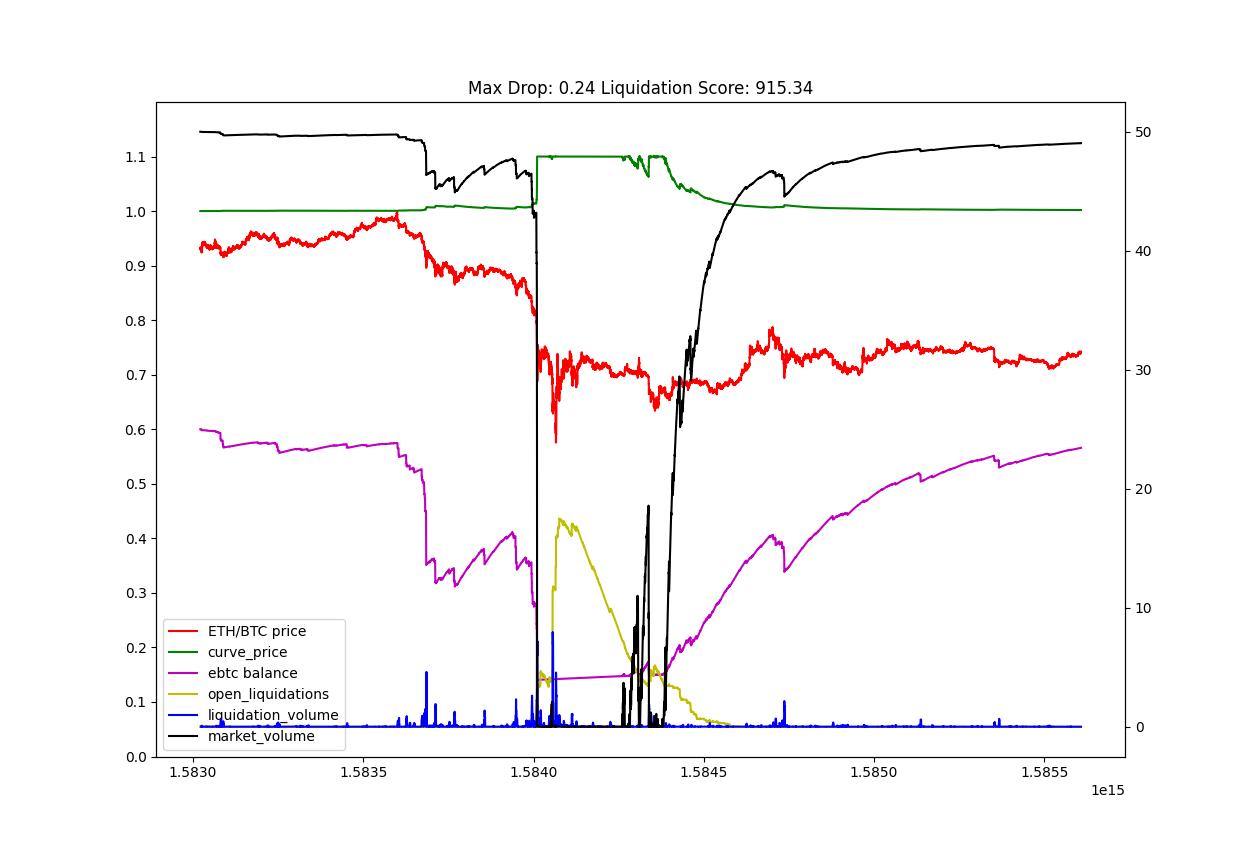 Max Drop: 0.24 Liquidation Score: 915.34
1.1
1.0
0.9
0.8
0.7
0.6
0.5
0.4
0.3
0.2
0.1
0.0
50
40
30
20
10
0
ETH/BTC price
curve_price
ebtc balance
open_liquidations
liquidation_volume
market_volume
1.5830 1.5835 1.5840 1.5845 1.5850 1.5855
1e15